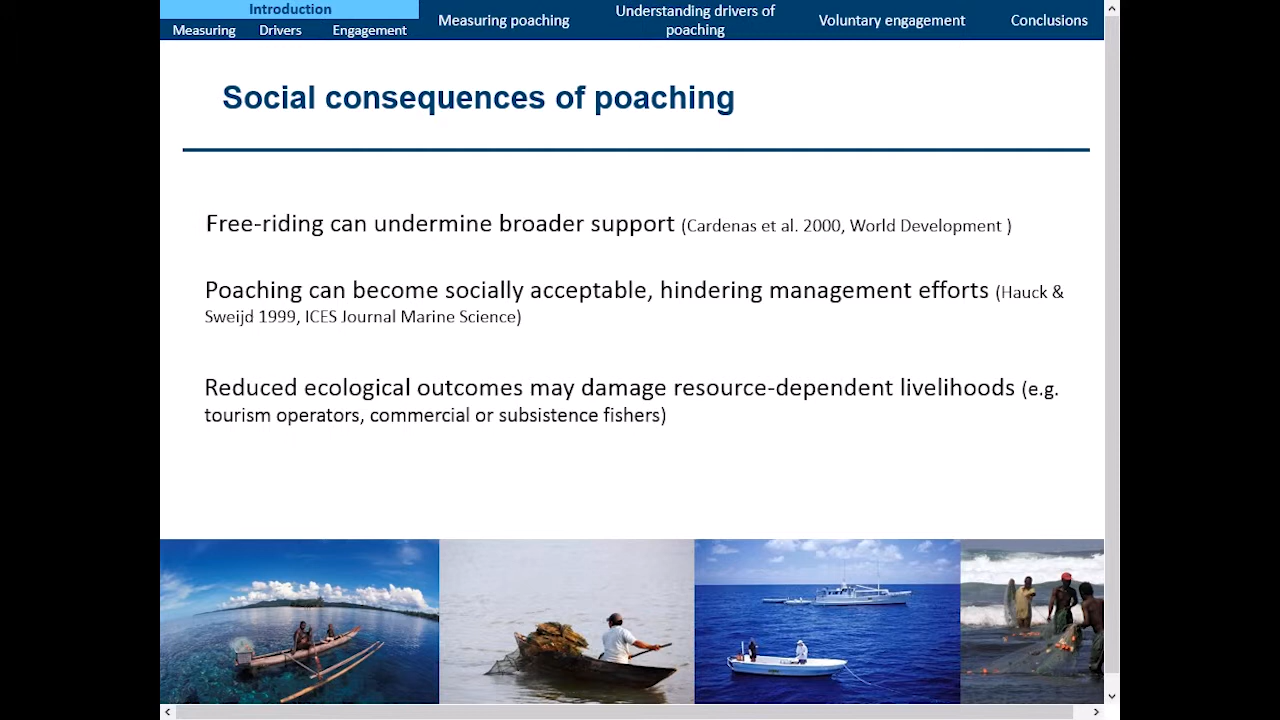 Introduction
Measuring Drivers Engagement
Measuring poaching
Understanding drivers of
poaching
Voluntary engagement
Conclusions
Social consequences of poaching
Free-riding can undermine broader support (Cardenas et al. 2000, World Development )
Poaching can become socially acceptable, hindering management efforts (Hauck &
Sweijd 1999, ICES Journal Marine Science)
Reduced ecological outcomes may damage resource-dependent livelihoods (e.g.
tourism operators, commercial or subsistence fishers)